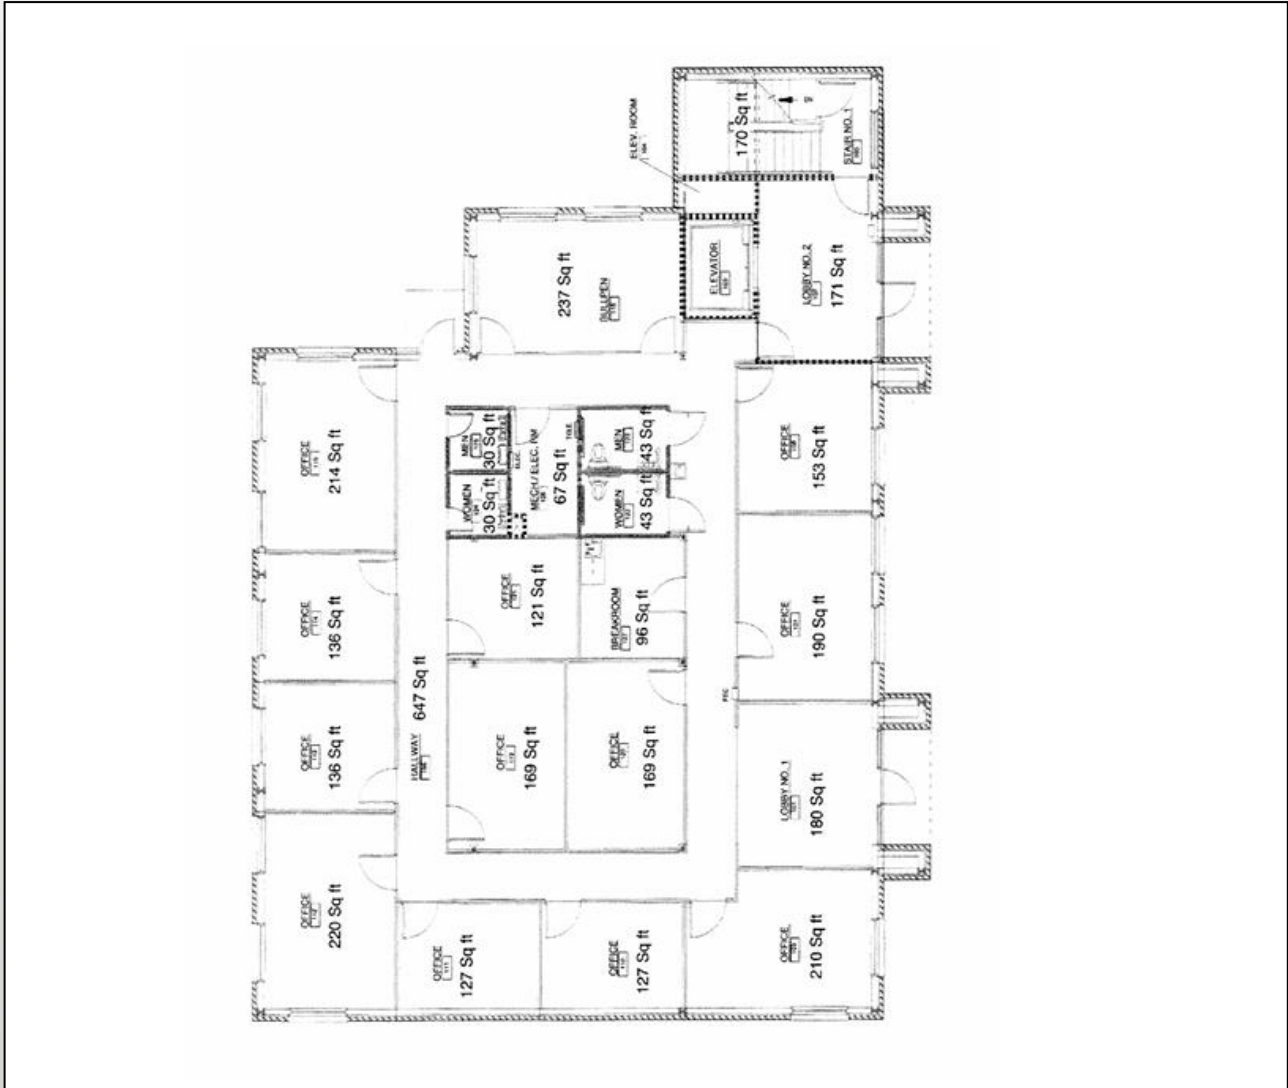 ELEV. ROOM
170 Sq ft
STAIR NO. 1
237 Sq ft
BULLPEN
ELEVATOR
LOBBY NO. 2
171 Sq ft
OFFICE
214 Sq ft
MEN
30 Sq ft
ELEC.
MECH./ ELEC. RM
67 Sq ft
TELE
MEN
43 Sq ft
OFFICE
153 Sq ft
WOMEN
30 Sq ft
WOMEN
43 Sq ft
OFFICE
136 Sq ft
OFFICE
121 Sq ft
BREAKROOM
96 Sq ft
OFFICE
190 Sq ft
HALLWAY
647 Sq ft
OFFICE
136 Sq ft
OFFICE
169 Sq ft
OFFICE
169 Sq ft
LOBBY NO. 1
180 Sq ft
OFFICE
220 Sq ft
OFFICE
127 Sq ft
OFFICE
127 Sq ft
OFFICE
210 Sq ft